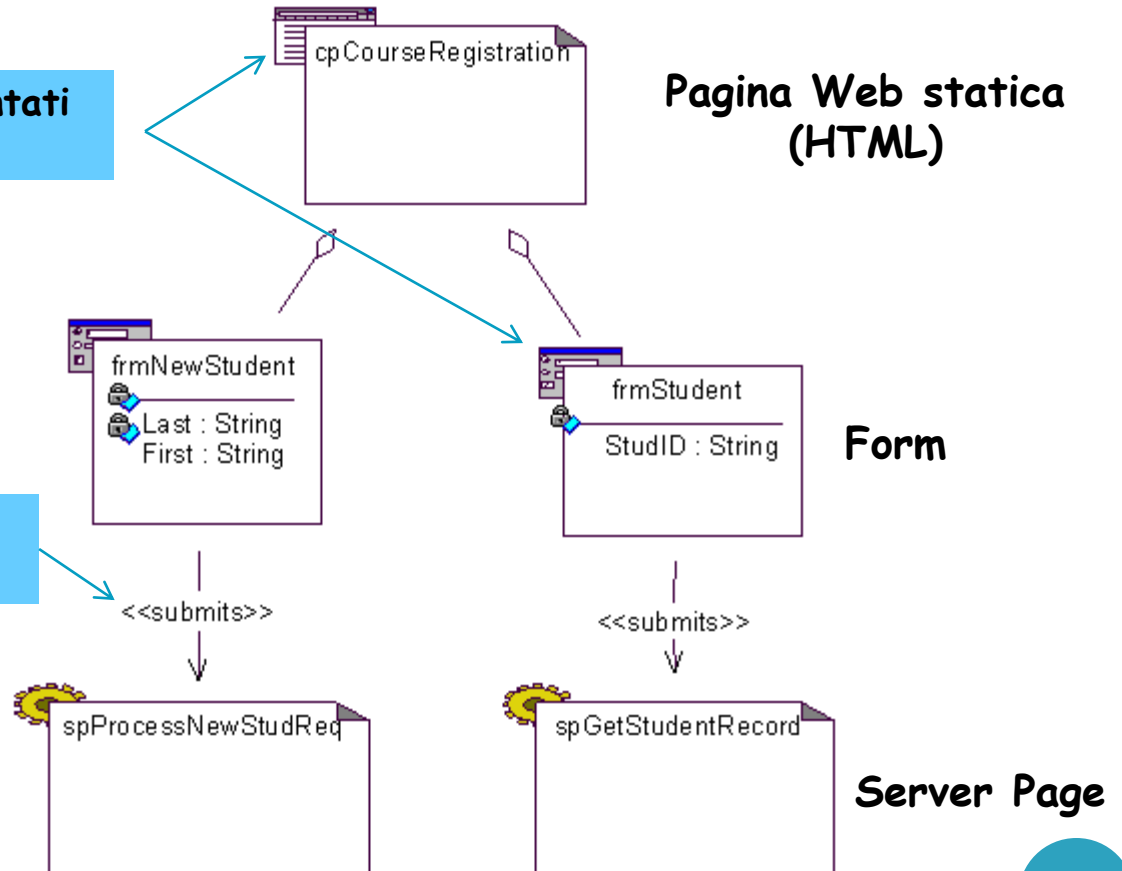 cpCourseRegistration
Pagina Web statica
(HTML)
frmNewStudent
Last : String
First : String
frmStudent
StudID : String
Form
<<submits>>
<<submits>>
spProcessNewStudReq
spGetStudentRecord
Server Page